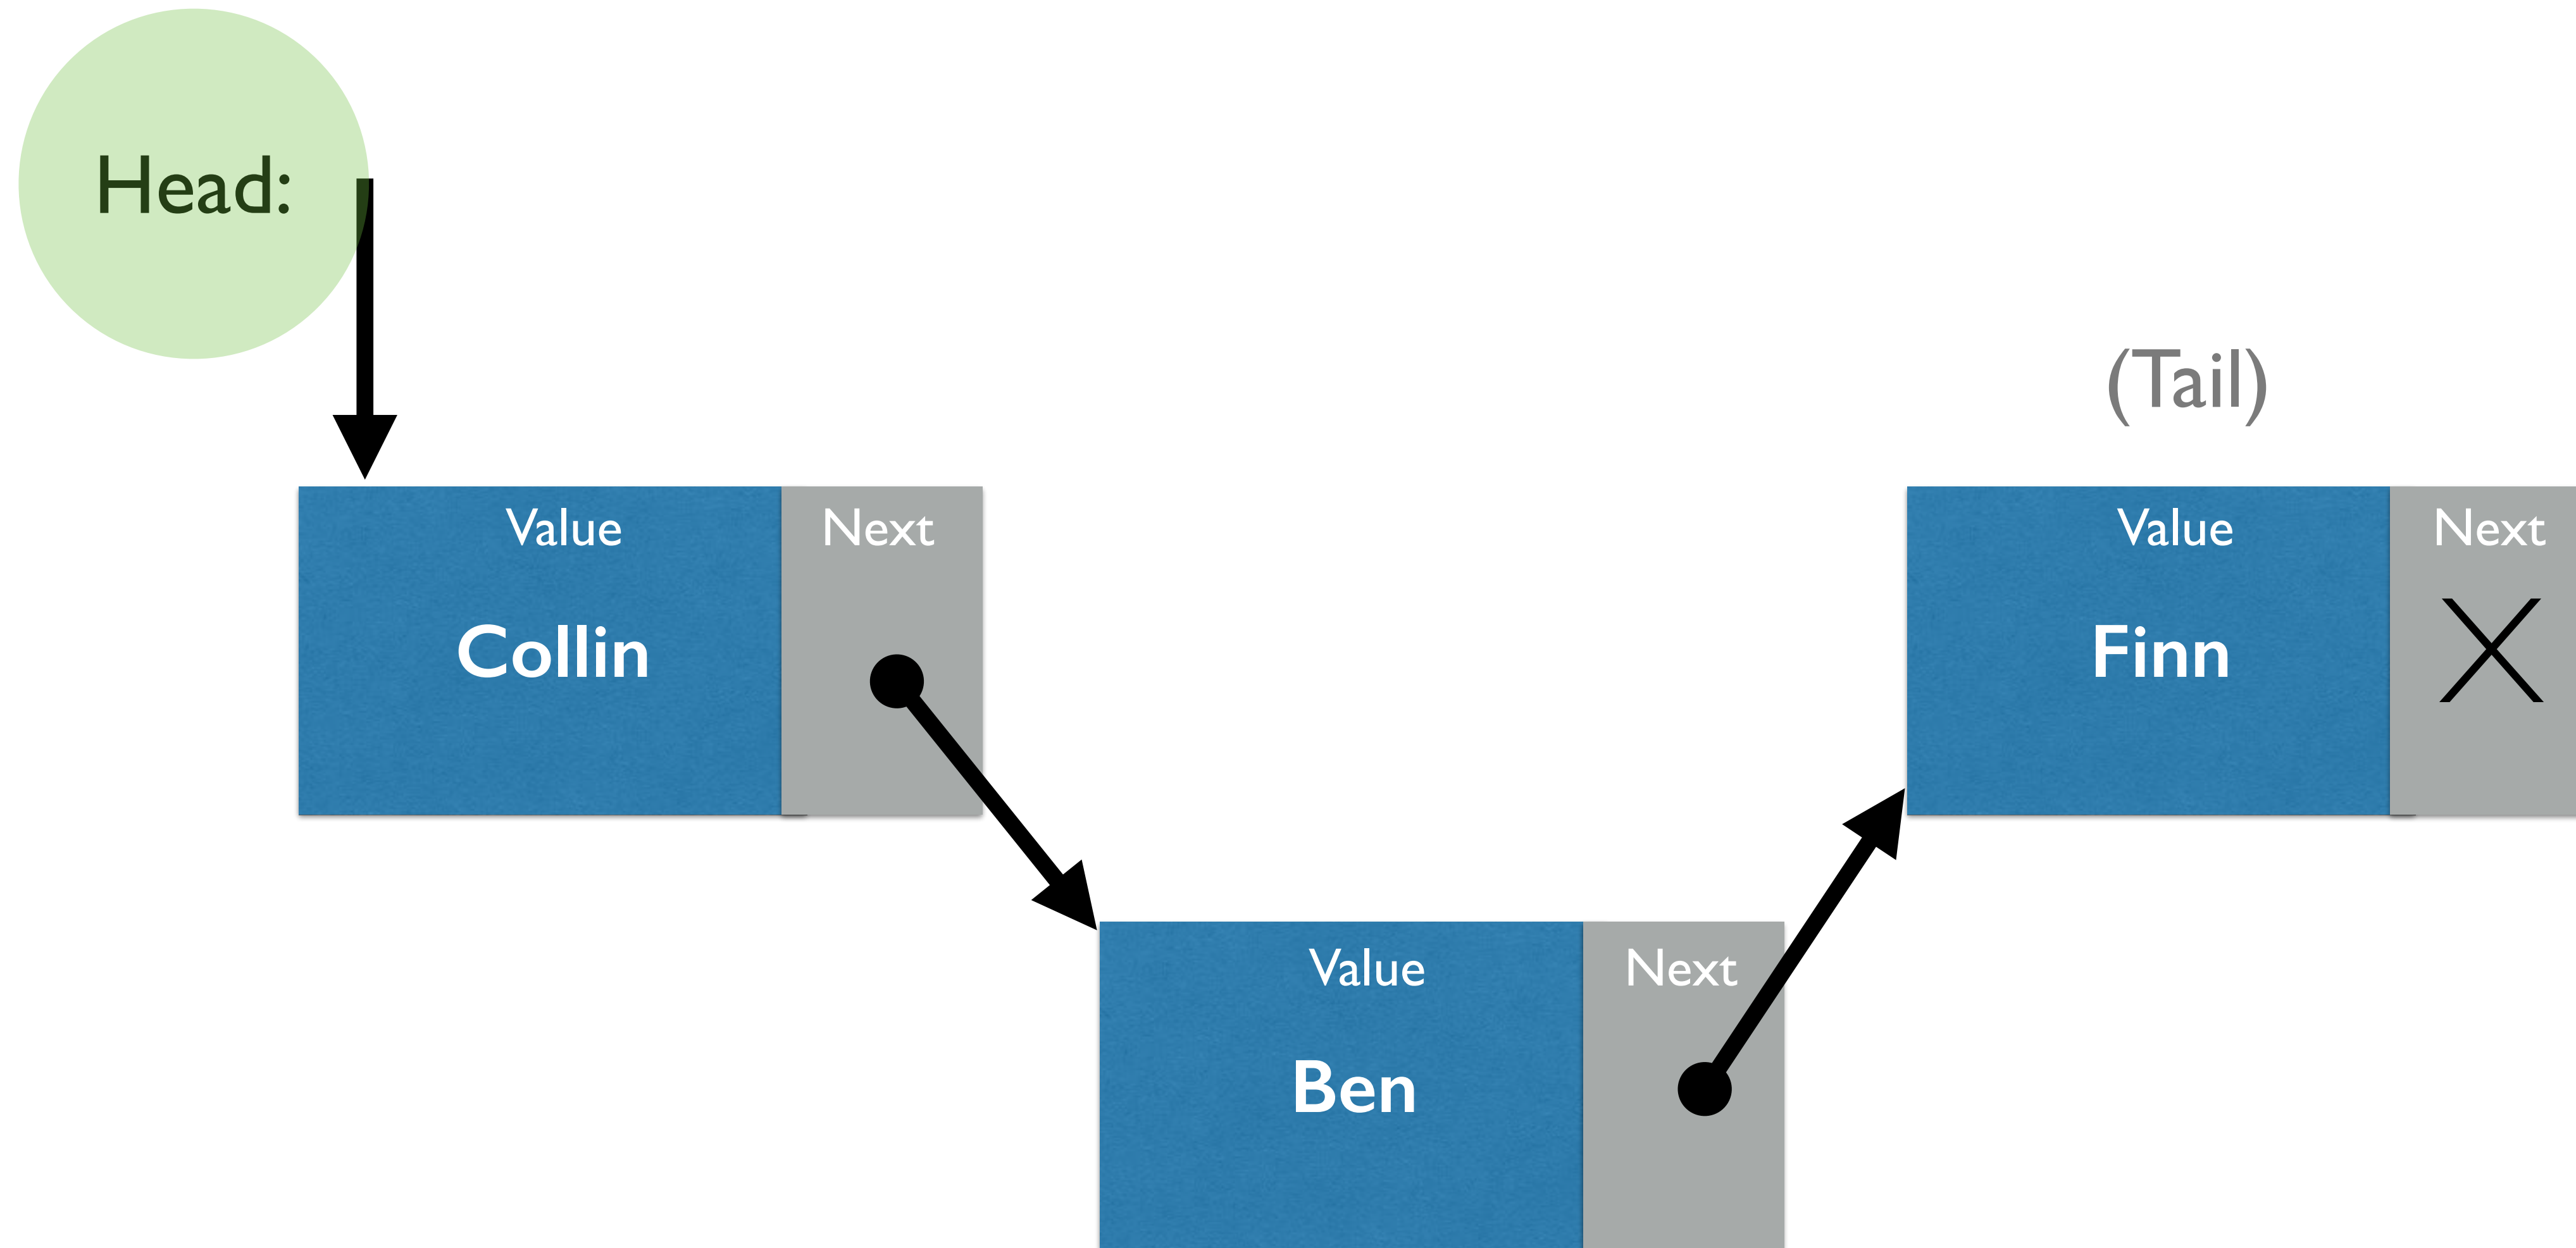 Head:
(Tail)
Value
Next
Collin
Value
Next
Finn
X
Value
Next
Ben